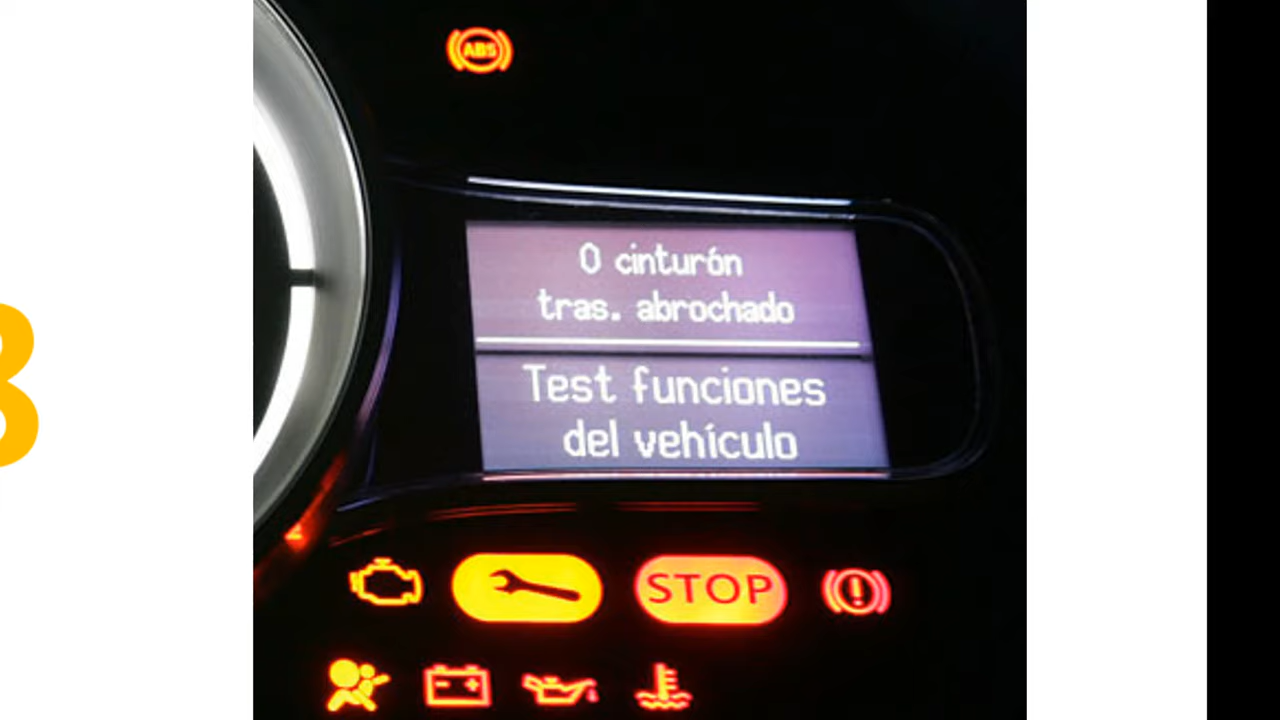 ABS
0 cinturón
tras. abrochado
Test funciones
del vehículo
STOP